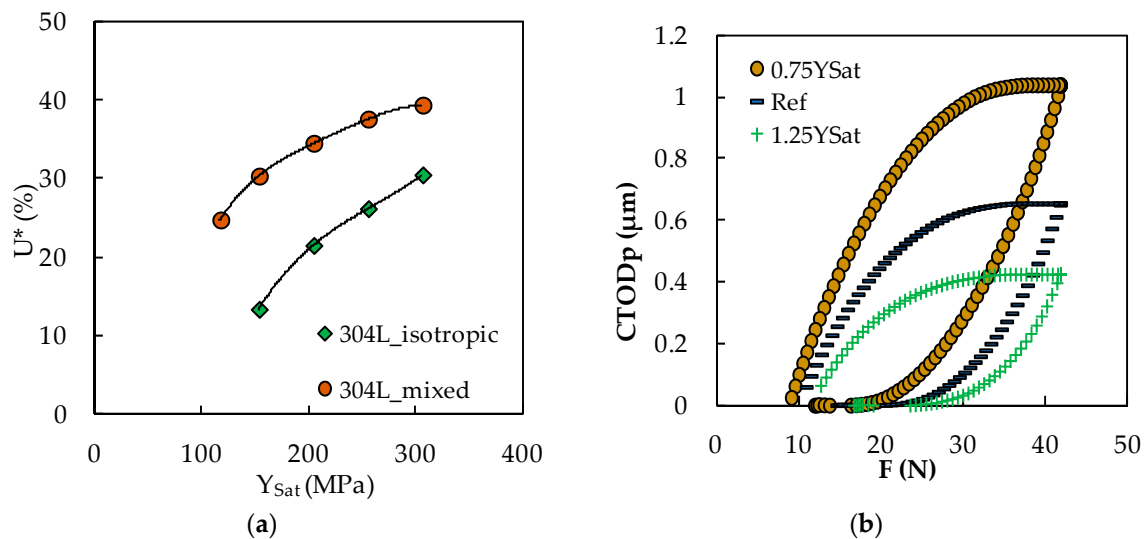 50
40
30
20
10
0
U* (%)
304L_isotropic
304L_mixed
0
100
200
300
400
YSat (MPa)
(a)
1.2
1
0.8
0.6
0.4
0.2
0
CTODp (μm)
0.75YSat
Ref
1.25YSat
0
10
20
30
40
50
F (N)
(b)